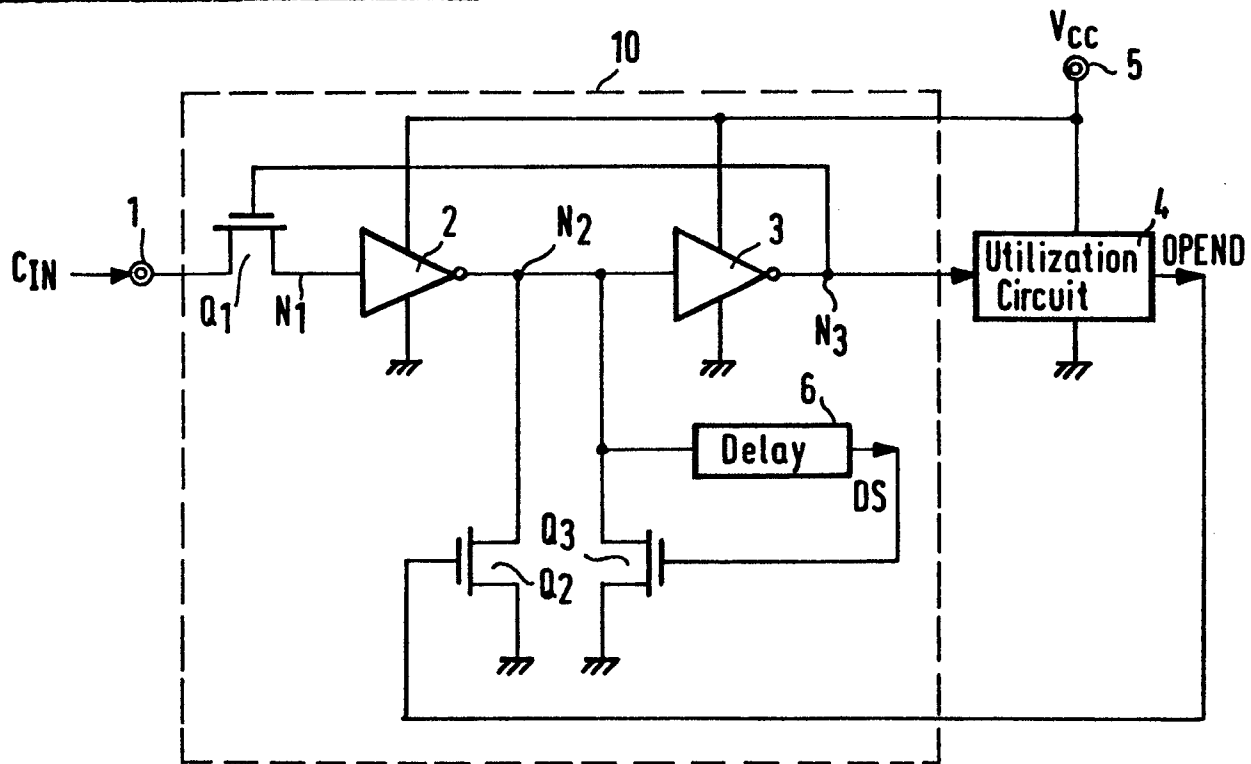 10
VCC
5
1
2
N2
3
4
OPEND
CIN
Q1
N1
N3
Utilization
Circuit
6
Delay
DS
Q3
Q2